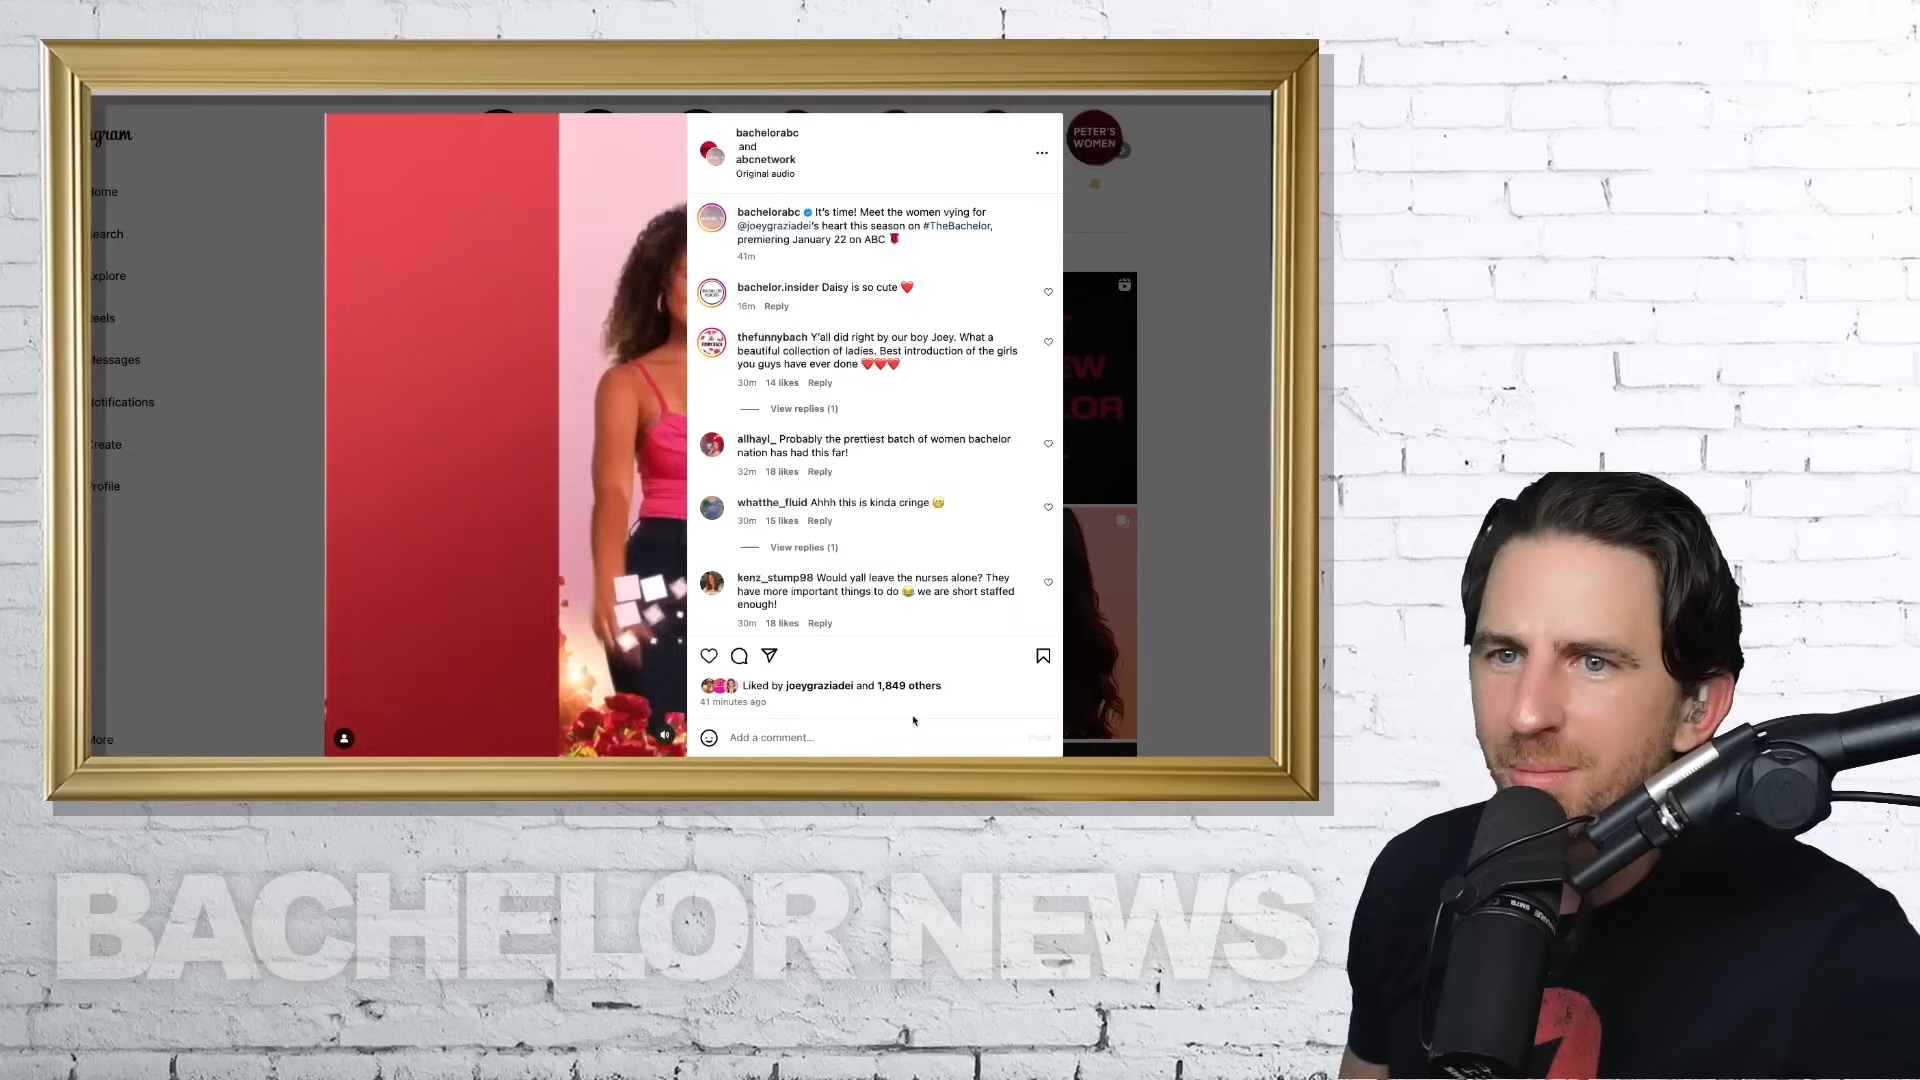 gram
PETER'S
WOMEN
ome
earch
xplore
eels
essages
otifications
reate
rofile
ore
bachelorabc
and
abcnetwork
Original audio
bachelorabc It's time! Meet the women vying for
@joeygraziadei's heart this season on #TheBachelor,
premiering January 22 on ABC 🌹
41m
bachelor.insider Daisy is so cute ❤️
16m Reply
thefunnybach Y'all did right by our boy Joey. What a
beautiful collection of ladies. Best introduction of the girls
you guys have ever done ❤️❤️❤️
30m 14 likes Reply
View replies (1)
allhayl_ Probably the prettiest batch of women bachelor
nation has had this far!
32m 18 likes Reply
whatthe_fluid Ahhh this is kinda cringe 🫣
30m 15 likes Reply
View replies (1)
kenz_stump98 Would yall leave the nurses alone? They
have more important things to do 😂 we are short staffed
enough!
30m 18 likes Reply
Liked by joeygraziadei and 1,849 others
41 minutes ago
Add a comment...
Post
EW
LOR
BACHELOR NEWS
SM7B